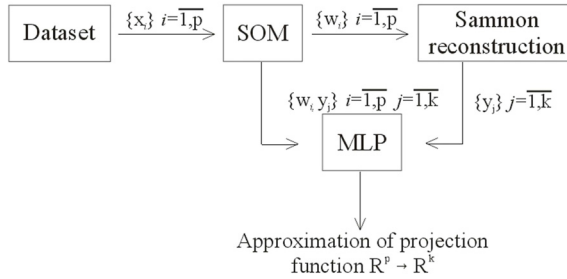 Dataset
{xᵢ} i=1,p
SOM
{wᵢ} i=1,p
Sammon
reconstruction
{wᵢ, yⱼ} i=1,p j=1,k
{yⱼ} j=1,k
MLP
Approximation of projection
function Rᵖ → Rᵏ